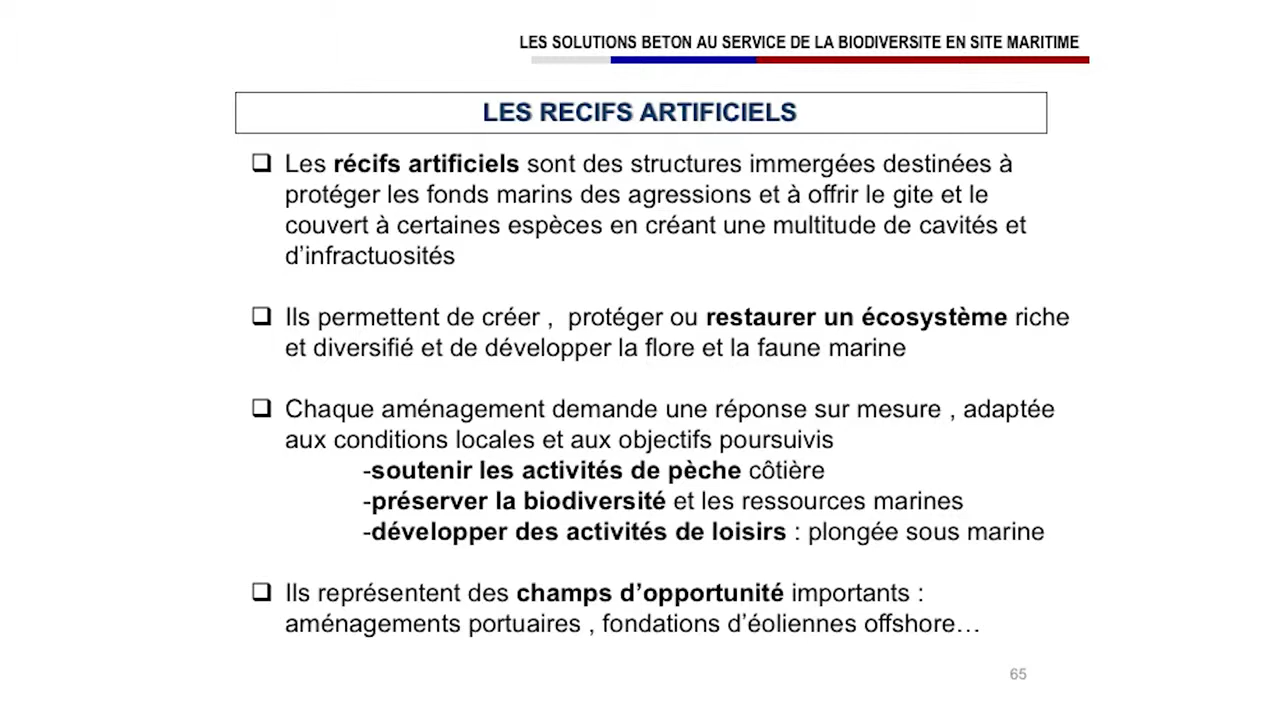 LES SOLUTIONS BETON AU SERVICE DE LA BIODIVERSITE EN SITE MARITIME
LES RECIFS ARTIFICIELS
❑ Les récifs artificiels sont des structures immergées destinées à
protéger les fonds marins des agressions et à offrir le gite et le
couvert à certaines espèces en créant une multitude de cavités et
d’infractuosités
❑ Ils permettent de créer , protéger ou restaurer un écosystème riche
et diversifié et de développer la flore et la faune marine
❑ Chaque aménagement demande une réponse sur mesure , adaptée
aux conditions locales et aux objectifs poursuivis
-soutenir les activités de pèche côtière
-préserver la biodiversité et les ressources marines
-développer des activités de loisirs : plongée sous marine
❑ Ils représentent des champs d’opportunité importants :
aménagements portuaires , fondations d’éoliennes offshore…
65